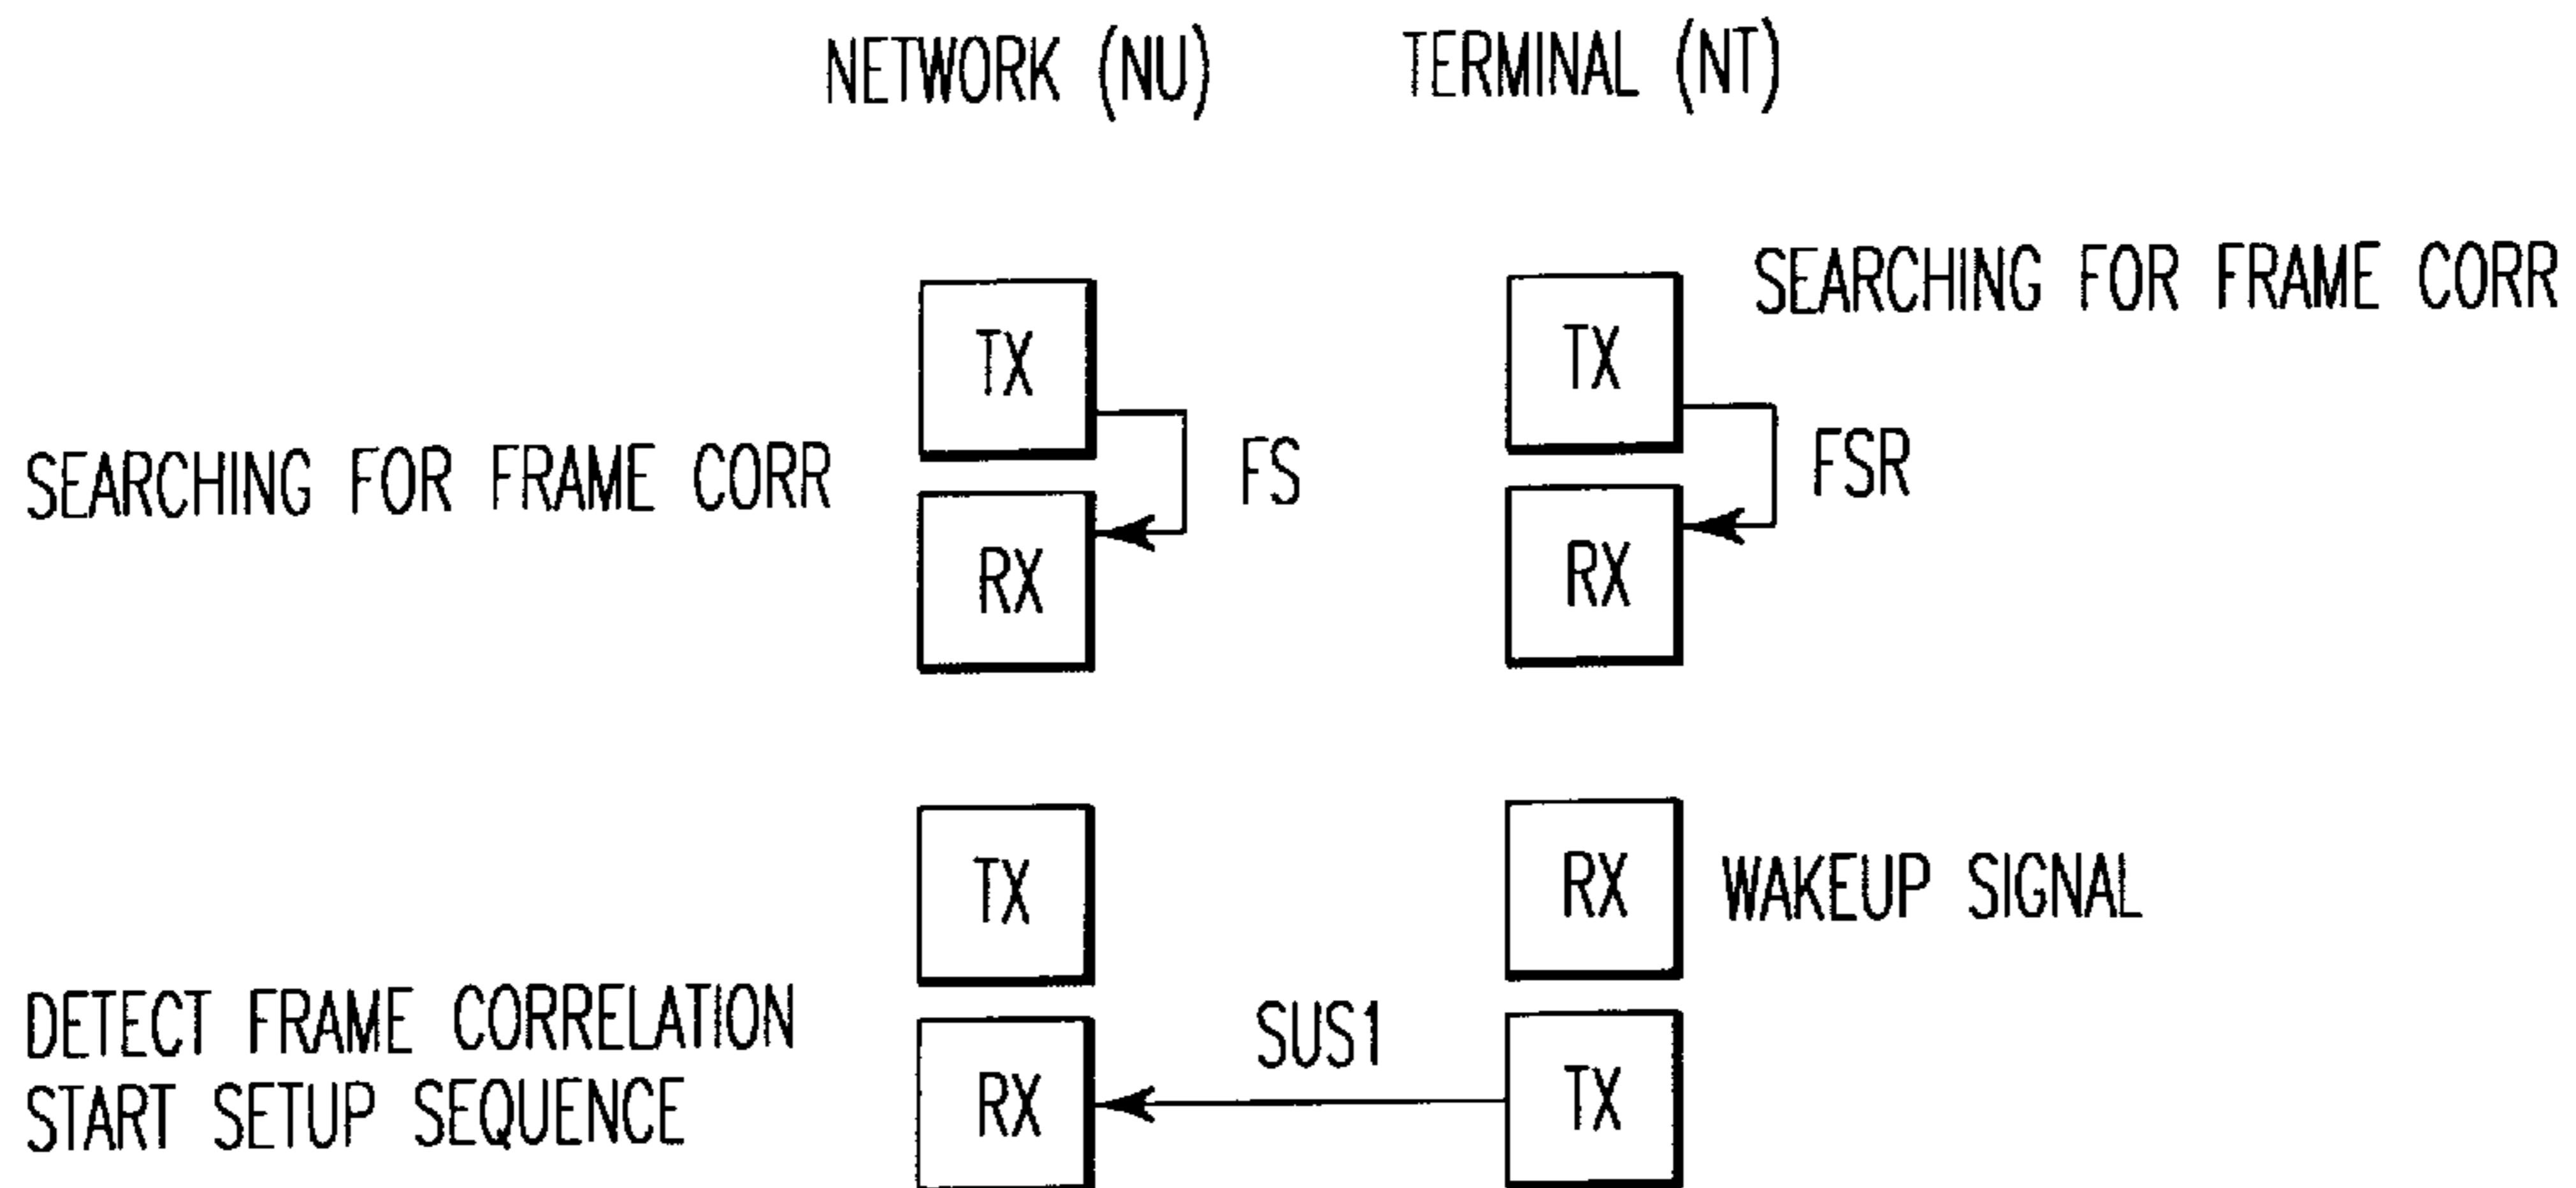 NETWORK (NU)
TERMINAL (NT)
SEARCHING FOR FRAME CORR
TX
TX
SEARCHING FOR FRAME CORR
FS
FSR
RX
RX
TX
RX
WAKEUP SIGNAL
DETECT FRAME CORRELATION
START SETUP SEQUENCE
SUS1
RX
TX